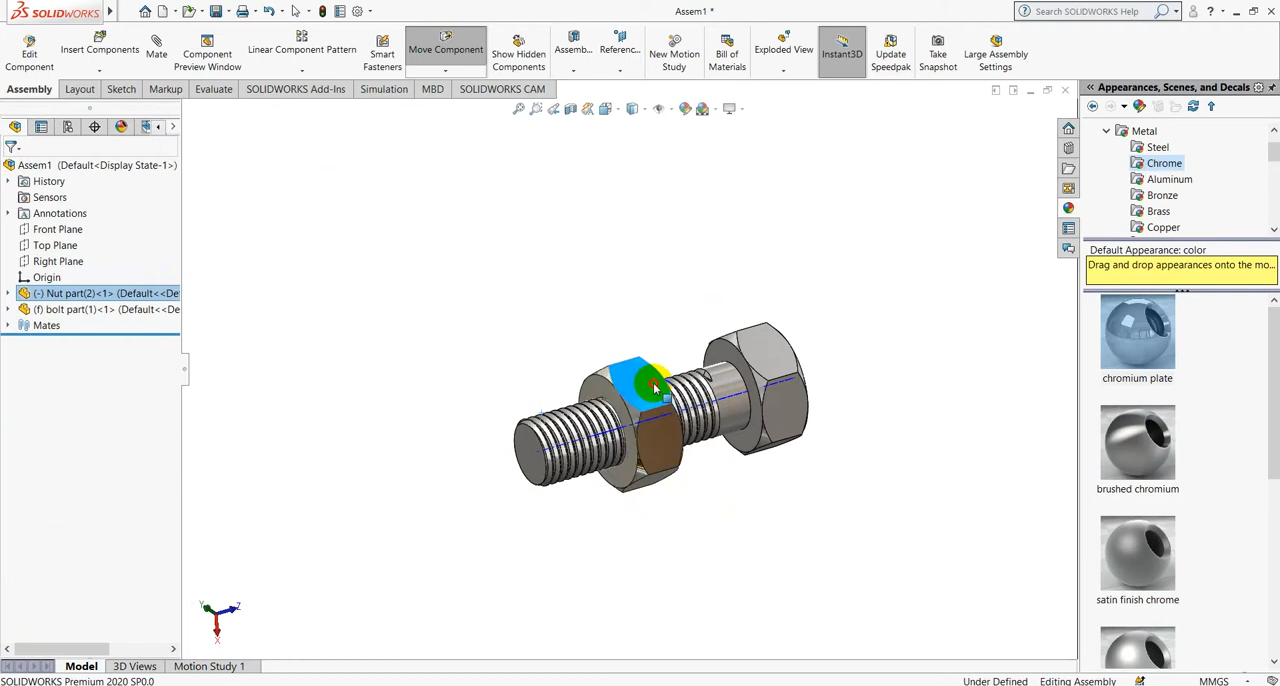 SOLIDWORKS
Assem1 *
Search SOLIDWORKS Help
Edit Component
Insert Components
Mate
Component Preview Window
Linear Component Pattern
Smart Fasteners
Move Component
Show Hidden Components
Assemb...
Referenc...
New Motion Study
Bill of Materials
Exploded View
Instant3D
Update Speedpak
Take Snapshot
Large Assembly Settings
Assembly
Layout
Sketch
Markup
Evaluate
SOLIDWORKS Add-Ins
Simulation
MBD
SOLIDWORKS CAM
Appearances, Scenes, and Decals
Assem1 (Default<Display State-1>)
History
Sensors
Annotations
Front Plane
Top Plane
Right Plane
Origin
(-) Nut part(2)<1> (Default<<De
(f) bolt part(1)<1> (Default<<De
Mates
Metal
Steel
Chrome
Aluminum
Bronze
Brass
Copper
Default Appearance: color
Drag and drop appearances onto the mo...
chromium plate
brushed chromium
satin finish chrome
Y
Z
X
Model
3D Views
Motion Study 1
SOLIDWORKS Premium 2020 SP0.0
Under Defined
Editing Assembly
MMGS